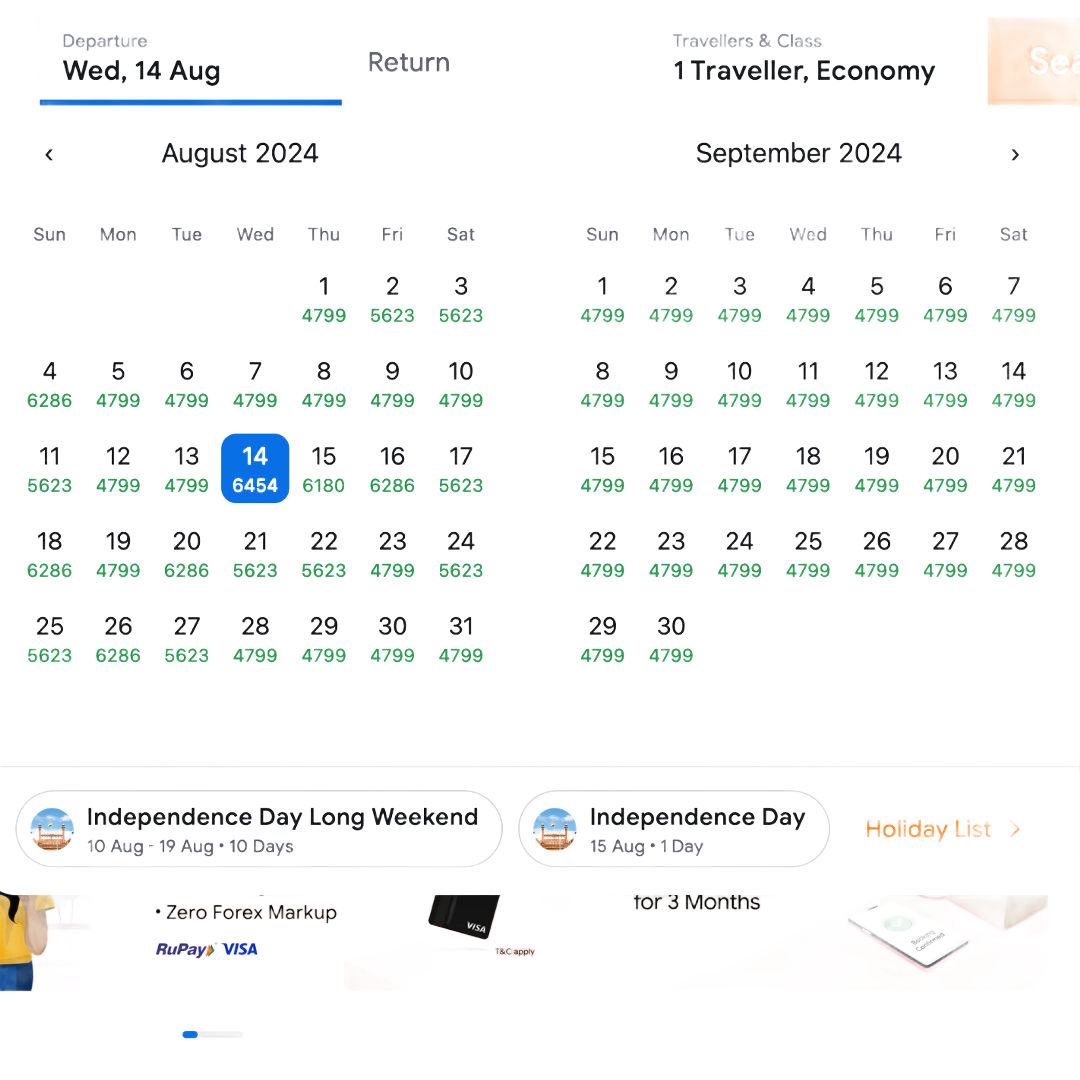 Departure
Wed, 14 Aug
Return
Travellers & Class
1 Traveller, Economy
‹ August 2024
September 2024 ›
Sun Mon Tue Wed Thu Fri Sat
1 2 3
4799 5623 5623
4 5 6 7 8 9 10
6286 4799 4799 4799 4799 4799 4799
11 12 13 14 15 16 17
5623 4799 4799 6454 6180 6286 5623
18 19 20 21 22 23 24
6286 4799 6286 5623 5623 4799 5623
25 26 27 28 29 30 31
5623 6286 5623 4799 4799 4799 4799
Sun Mon Tue Wed Thu Fri Sat
1 2 3 4 5 6 7
4799 4799 4799 4799 4799 4799 4799
8 9 10 11 12 13 14
4799 4799 4799 4799 4799 4799 4799
15 16 17 18 19 20 21
4799 4799 4799 4799 4799 4799 4799
22 23 24 25 26 27 28
4799 4799 4799 4799 4799 4799 4799
29 30
4799 4799
Independence Day Long Weekend
10 Aug - 19 Aug • 10 Days
Independence Day
15 Aug • 1 Day
Holiday List >
• Zero Forex Markup
RuPay VISA
VISA
T&C apply
for 3 Months
Booking
Confirmed